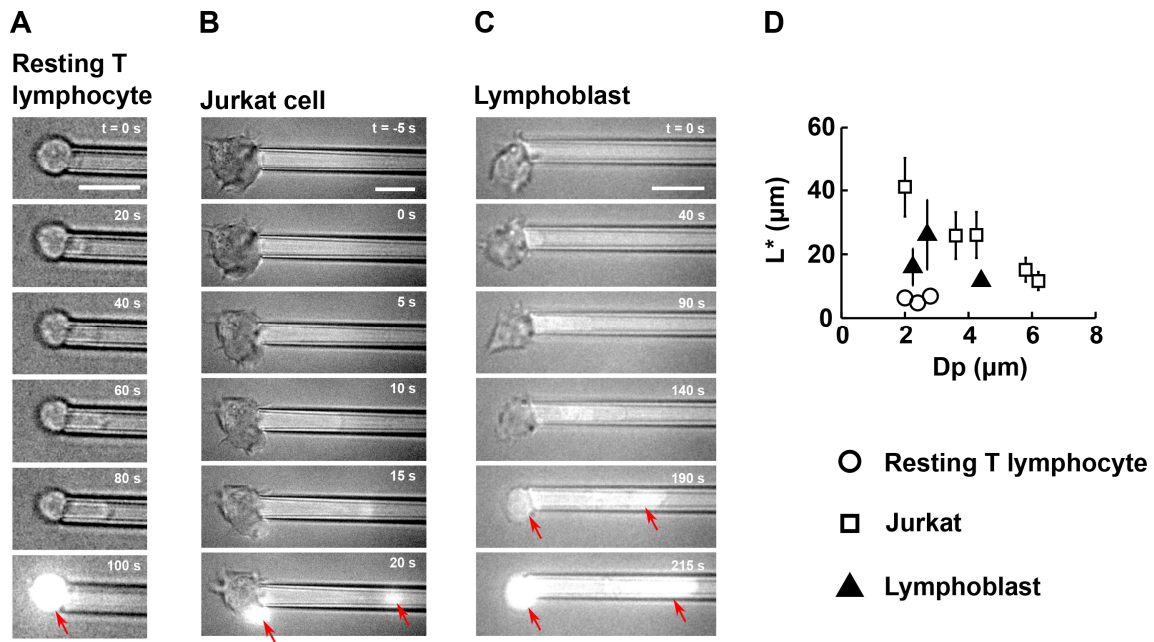 A
Resting T
lymphocyte
t = 0 s
20 s
40 s
60 s
80 s
100 s
B
Jurkat cell
t = -5 s
0 s
5 s
10 s
15 s
20 s
C
Lymphoblast
t = 0 s
40 s
90 s
140 s
190 s
215 s
D
60
40
20
0
L* (µm)
0 2 4 6 8
Dp (µm)
Resting T lymphocyte
Jurkat
Lymphoblast